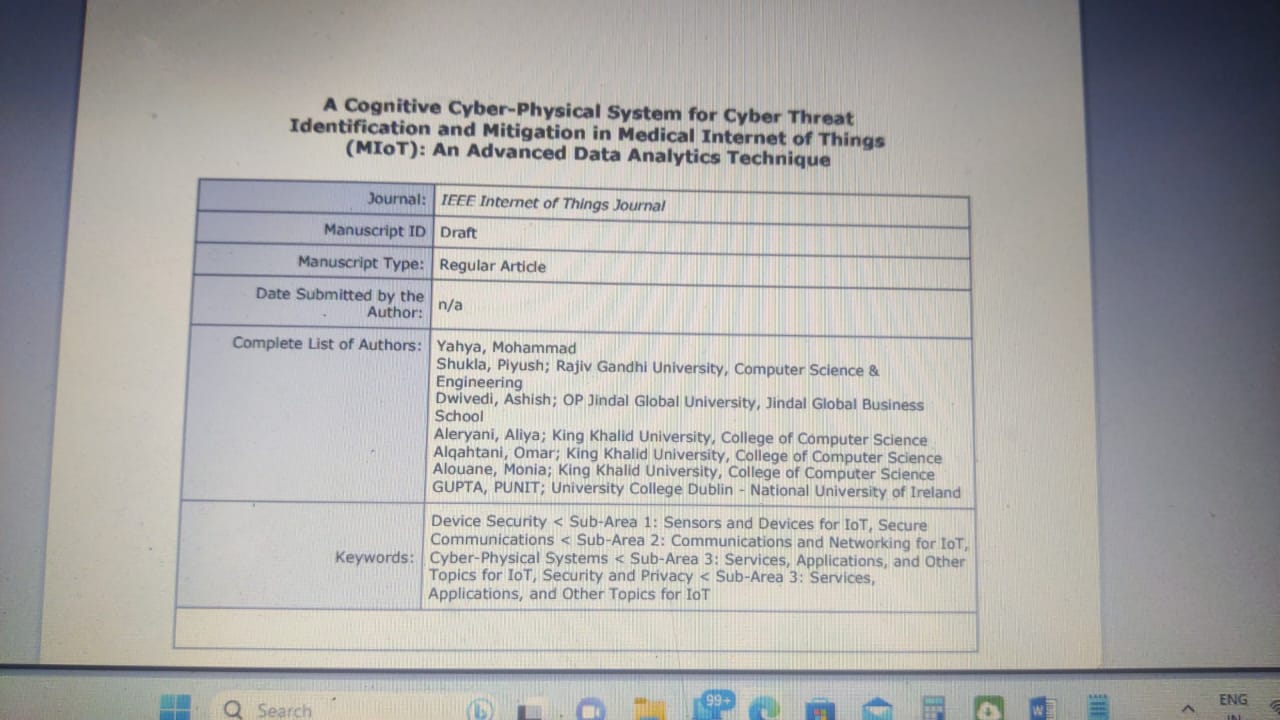 A Cognitive Cyber-Physical System for Cyber Threat
Identification and Mitigation in Medical Internet of Things
(MIoT): An Advanced Data Analytics Technique
Journal: IEEE Internet of Things Journal
Manuscript ID Draft
Manuscript Type: Regular Article
Date Submitted by the
Author: n/a
Complete List of Authors: Yahya, Mohammad
Shukla, Piyush; Rajiv Gandhi University, Computer Science &
Engineering
Dwivedi, Ashish; OP Jindal Global University, Jindal Global Business
School
Aleryani, Aliya; King Khalid University, College of Computer Science
Alqahtani, Omar; King Khalid University, College of Computer Science
Alouane, Monia; King Khalid University, College of Computer Science
GUPTA, PUNIT; University College Dublin - National University of Ireland
Keywords: Device Security < Sub-Area 1: Sensors and Devices for IoT, Secure
Communications < Sub-Area 2: Communications and Networking for IoT,
Cyber-Physical Systems < Sub-Area 3: Services, Applications, and Other
Topics for IoT, Security and Privacy < Sub-Area 3: Services,
Applications, and Other Topics for IoT
Search
99+
W
ENG